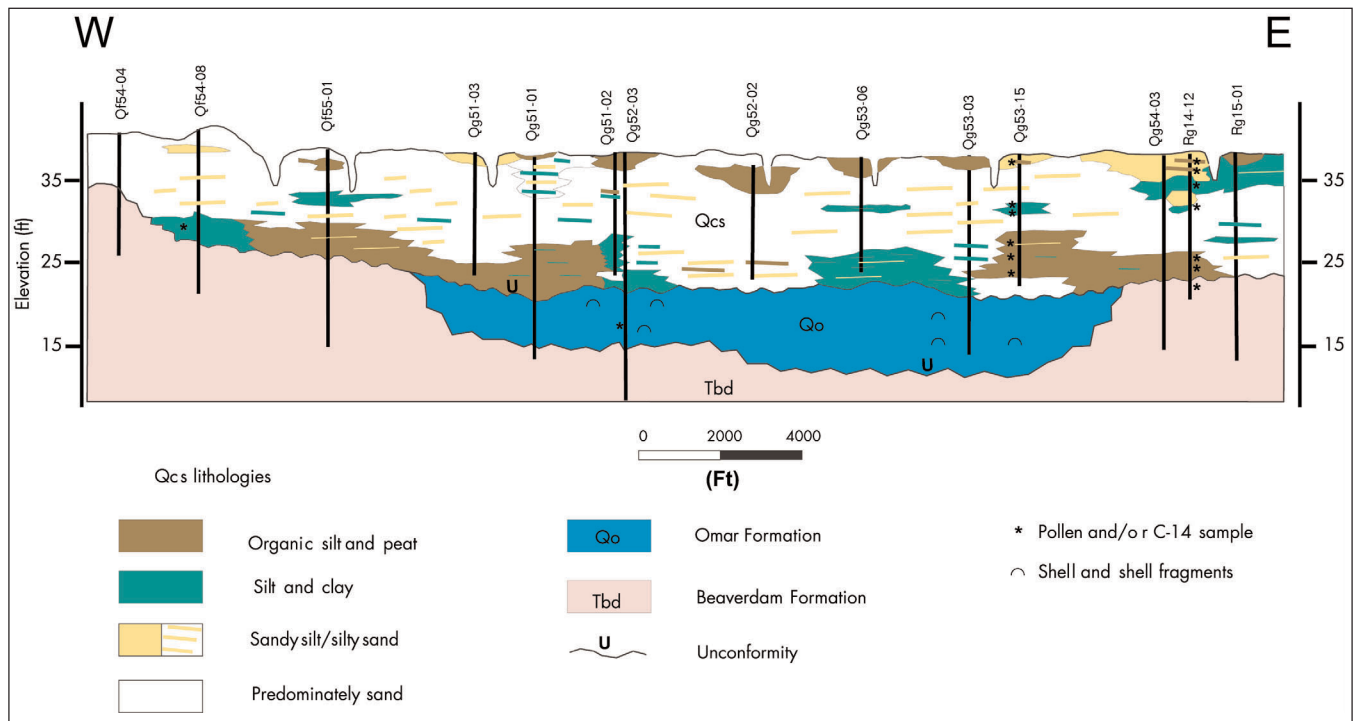 W
E
Qf54-04
Qf54-08
Qf55-01
Qg51-03
Qg51-01
Qg51-02
Qg52-03
Qg52-02
Qg53-06
Qg53-03
Qg53-15
Qg54-03
Rg14-12
Rg15-01
Elevation (ft)
35
25
15
35
25
15
Qcs
U
Qo
U
Tbd
0 2000 4000
(Ft)
Qcs lithologies
Organic silt and peat
Silt and clay
Sandy silt/silty sand
Predominately sand
Qo Omar Formation
Tbd Beaverdam Formation
U Unconformity
* Pollen and/o r C-14 sample
Shell and shell fragments